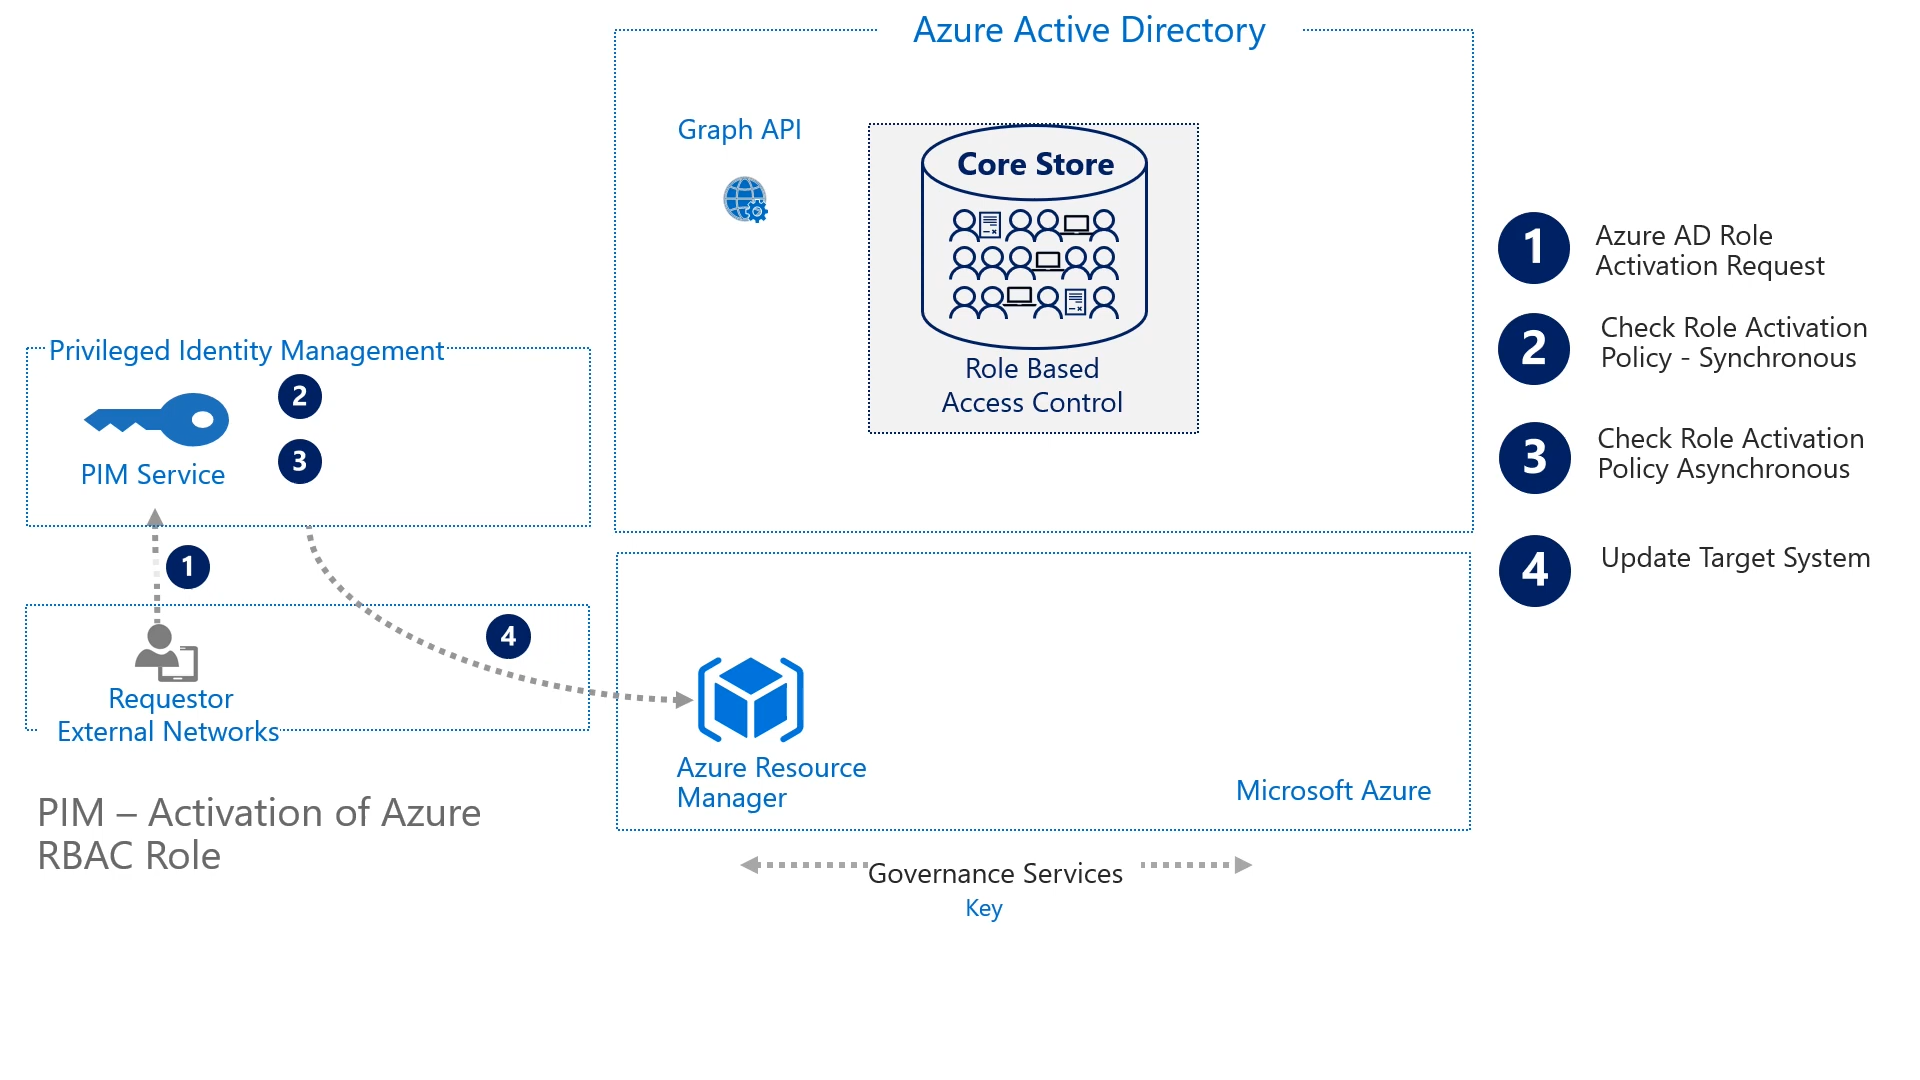 Azure Active Directory
Graph API
Core Store
Role Based
Access Control
Privileged Identity Management
PIM Service
2
3
1
Requestor
External Networks
4
Azure Resource
Manager
Microsoft Azure
PIM – Activation of Azure
RBAC Role
Governance Services
Key
1
Azure AD Role
Activation Request
2
Check Role Activation
Policy - Synchronous
3
Check Role Activation
Policy Asynchronous
4
Update Target System